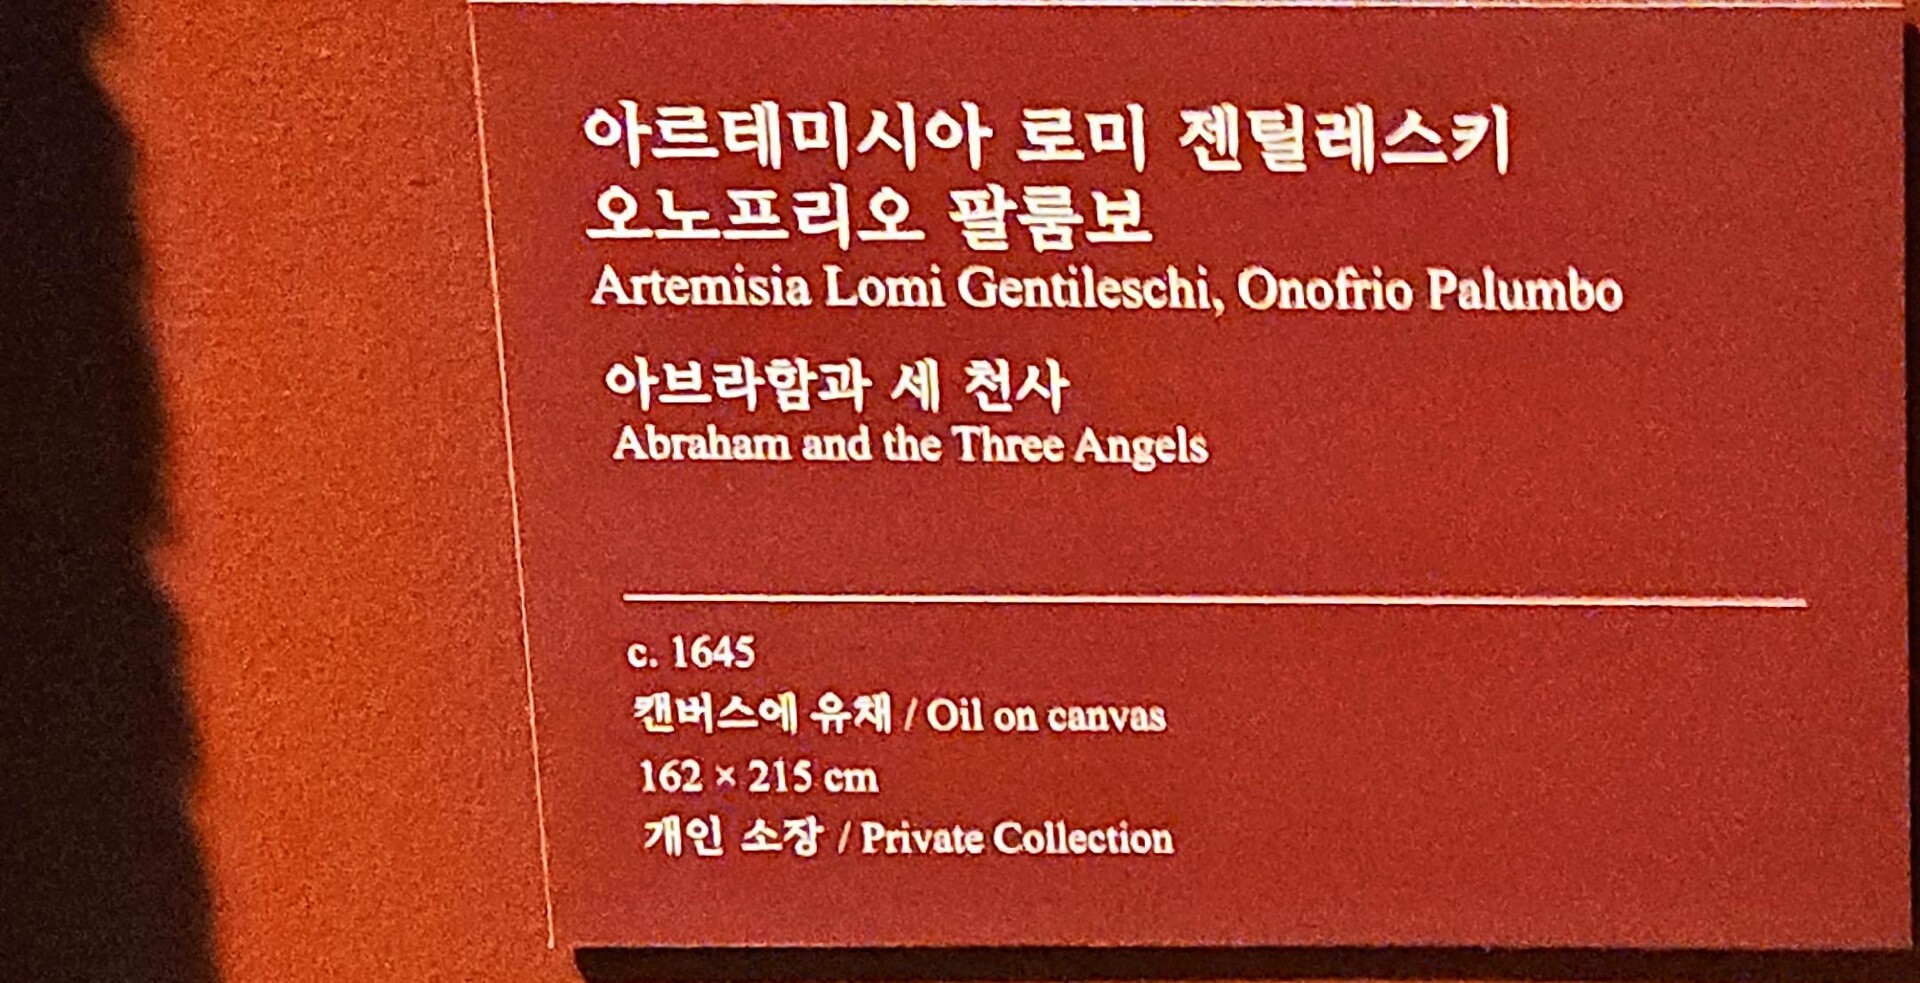 아르테미시아 로미 젠틸레스키
오노프리오 팔룸보
Artemisia Lomi Gentileschi, Onofrio Palumbo
아브라함과 세 천사
Abraham and the Three Angels
c. 1645
캔버스에 유채 / Oil on canvas
162 × 215 cm
개인 소장 / Private Collection